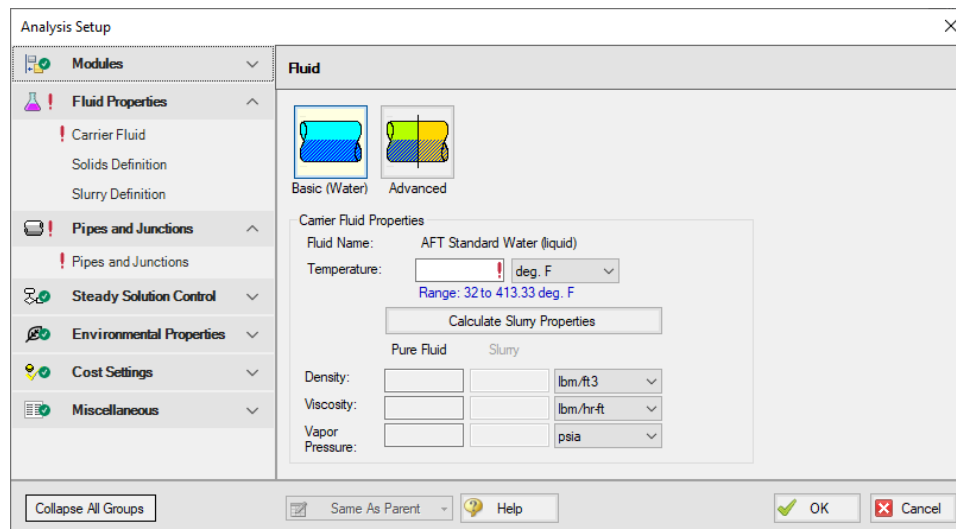 Analysis Setup
Modules
Fluid Properties
Carrier Fluid
Solids Definition
Slurry Definition
Pipes and Junctions
Pipes and Junctions
Steady Solution Control
Environmental Properties
Cost Settings
Miscellaneous
Collapse All Groups
Fluid
Basic (Water) Advanced
Carrier Fluid Properties
Fluid Name: AFT Standard Water (liquid)
Temperature: deg. F
Range: 32 to 413.33 deg. F
Calculate Slurry Properties
Pure Fluid Slurry
Density: lbm/ft3
Viscosity: lbm/hr-ft
Vapor
Pressure: psia
Same As Parent Help OK Cancel